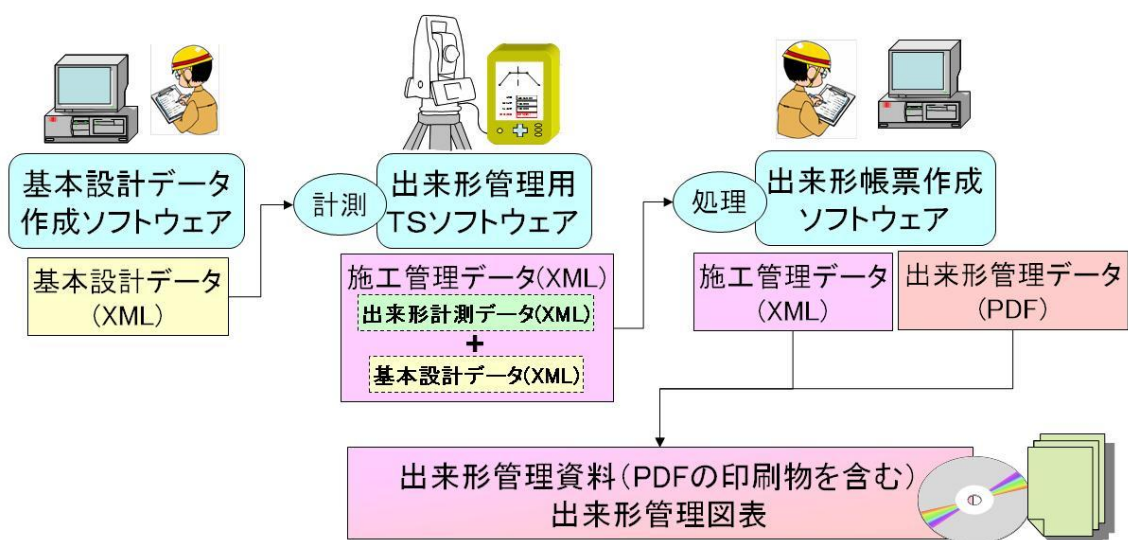 基本設計データ
作成ソフトウェア
基本設計データ
(XML)
計測
出来形管理用
TSソフトウェア
施工管理データ(XML)
出来形計測データ(XML)
+
基本設計データ(XML)
処理
出来形帳票作成
ソフトウェア
施工管理データ
(XML)
出来形管理データ
(PDF)
出来形管理資料(PDFの印刷物を含む)
出来形管理図表